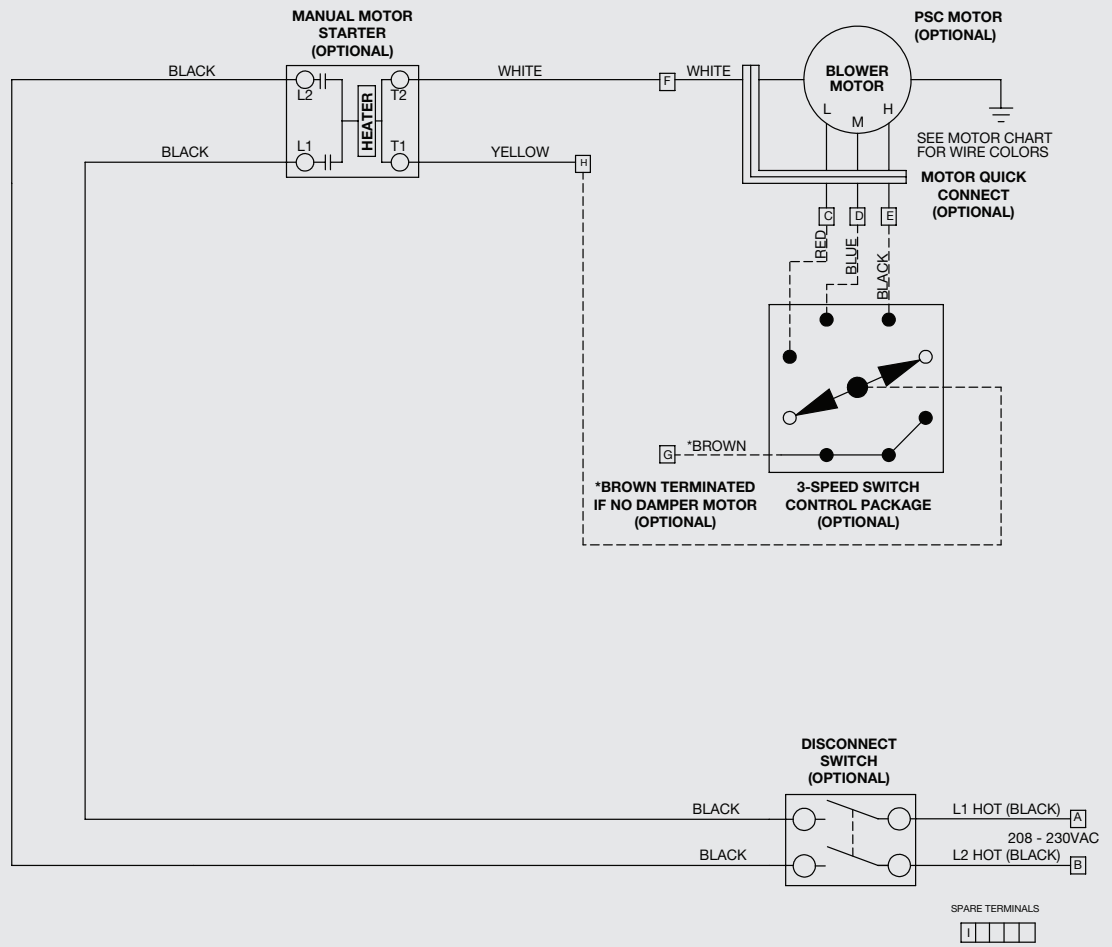 MANUAL MOTOR
STARTER
(OPTIONAL)
PSC MOTOR
(OPTIONAL)
BLACK
L2
T2
WHITE
F
WHITE
BLOWER
MOTOR
L
M
H
HEATER
SEE MOTOR CHART
FOR WIRE COLORS
BLACK
L1
T1
YELLOW
H
MOTOR QUICK
CONNECT
(OPTIONAL)
C
D
E
RED
BLUE
BLACK
G
*BROWN
*BROWN TERMINATED
IF NO DAMPER MOTOR
(OPTIONAL)
3-SPEED SWITCH
CONTROL PACKAGE
(OPTIONAL)
DISCONNECT
SWITCH
(OPTIONAL)
BLACK
L1 HOT (BLACK)
A
208 - 230VAC
BLACK
L2 HOT (BLACK)
B
SPARE TERMINALS
I